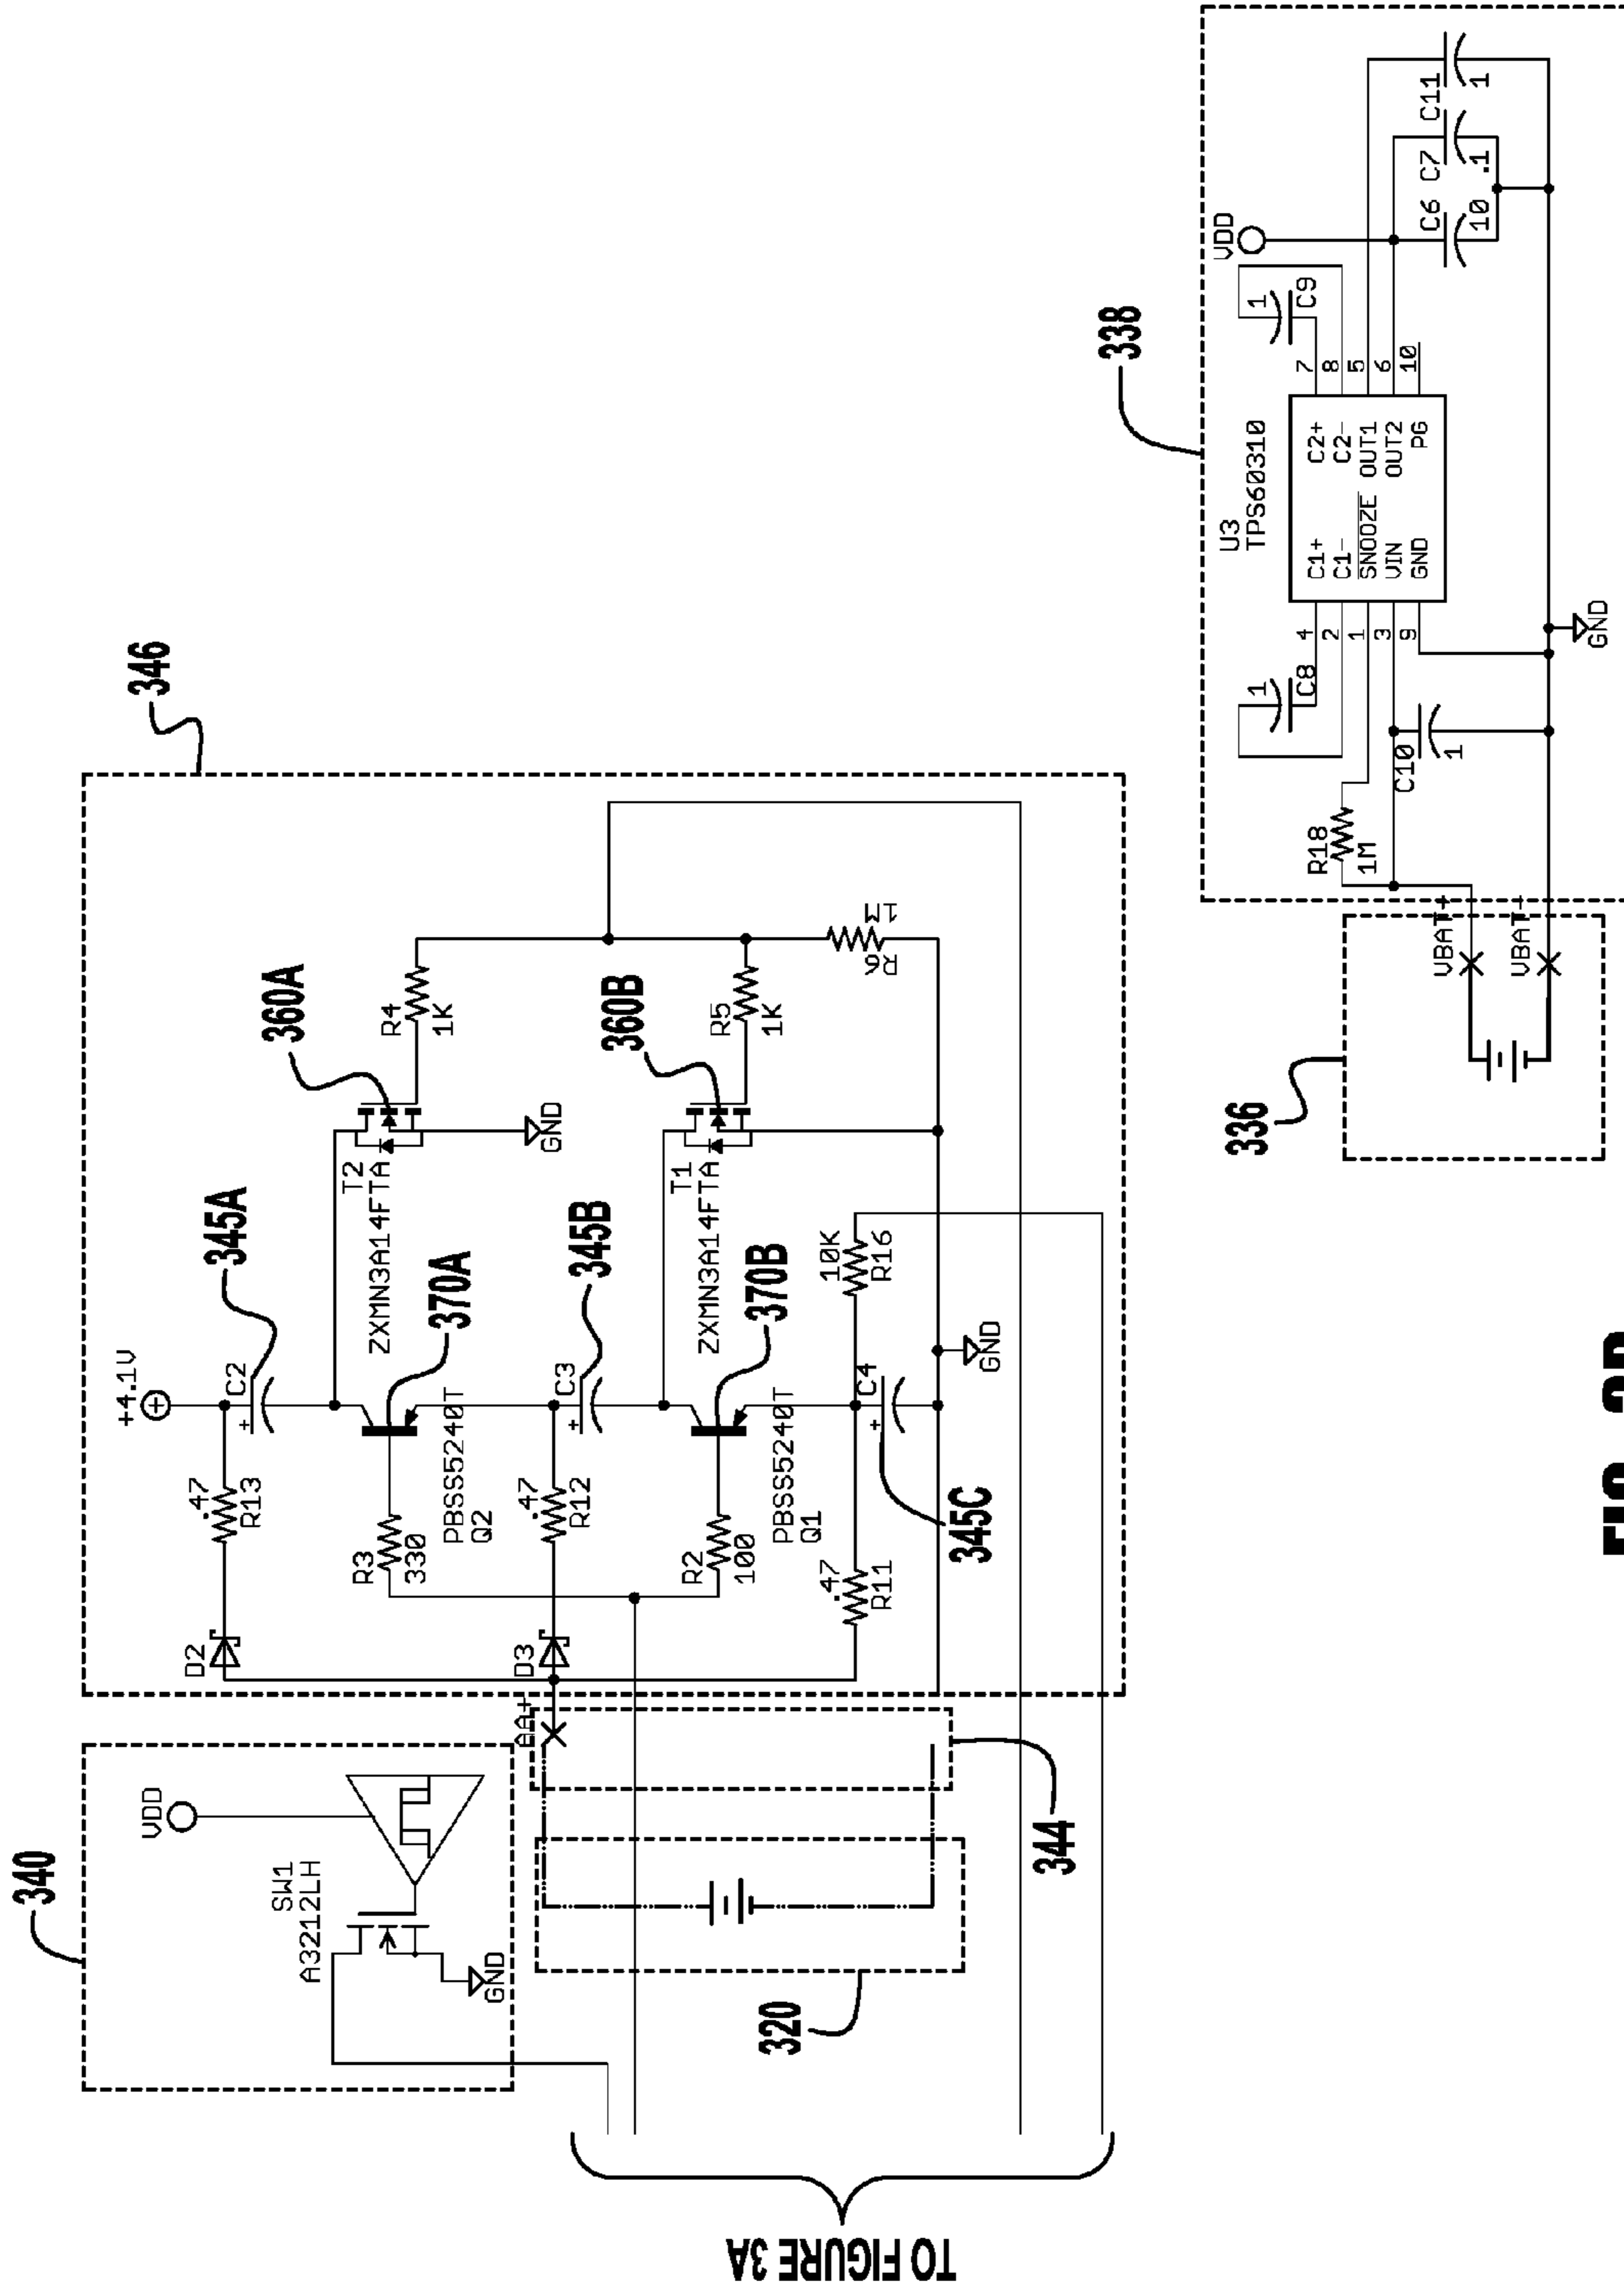 340
VDD
SW1
A3212LH
GND
320
344
AA+
TO FIGURE 3A
346
+4.1V
D2
.47
R13
C2
+
345A
R3
330
370A
PBSS5240T
Q2
T2
ZXMN3A14FTA
360A
GND
R4
1K
D3
.47
R12
C3
+
345B
R2
100
370B
PBSS5240T
Q1
T1
ZXMN3A14FTA
360B
R5
1K
.47
R11
C4
+
345C
10K
R16
GND
R6
1M
336
VBAT+
VBAT-
338
R18
1M
C10
1
1
C8
U3
TPS60310
4
C1+
C2+
7
2
C1-
C2-
8
1
SNOOZE
OUT1
5
3
VIN
OUT2
6
9
GND
PG
10
1
C9
VDD
C6
10
C7
.1
C11
1
GND